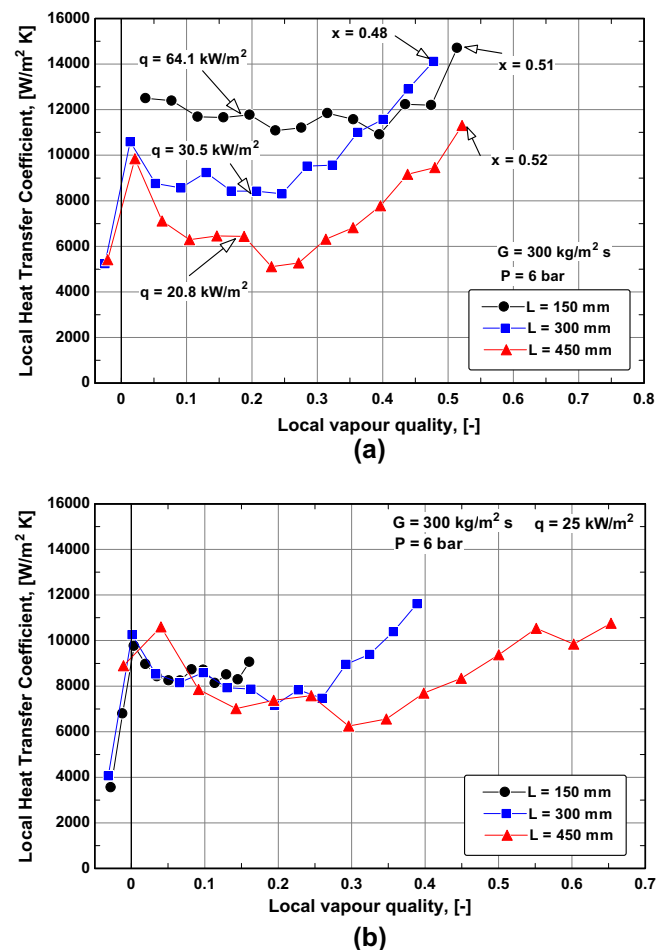 (a)
16000
14000
12000
10000
8000
6000
4000
2000
0
Local Heat Transfer Coefficient, [W/m² K]
x = 0.48
q = 64.1 kW/m²
x = 0.51
q = 30.5 kW/m²
x = 0.52
q = 20.8 kW/m²
G = 300 kg/m² s
P = 6 bar
L = 150 mm
L = 300 mm
L = 450 mm
0 0.1 0.2 0.3 0.4 0.5 0.6 0.7 0.8
Local vapour quality, [-]
(a)
16000
14000
12000
10000
8000
6000
4000
2000
0
Local Heat Transfer Coefficient, [W/m² K]
G = 300 kg/m² s q = 25 kW/m²
P = 6 bar
L = 150 mm
L = 300 mm
L = 450 mm
0 0.1 0.2 0.3 0.4 0.5 0.6 0.7
Local vapour quality, [-]
(b)